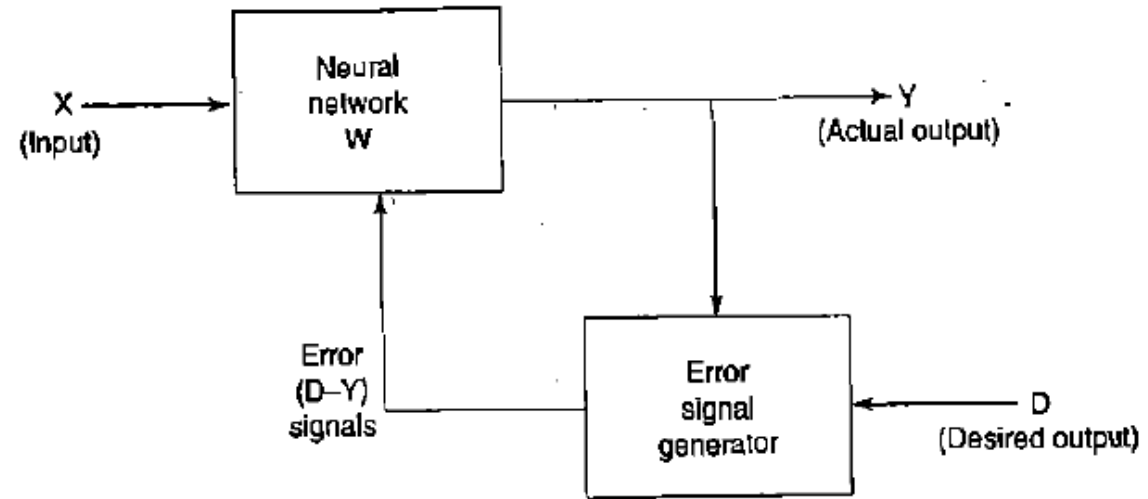 Neural
network
W
X
(Input)
Y
(Actual output)
Error
(D–Y)
signals
Error
signal
generator
D
(Desired output)